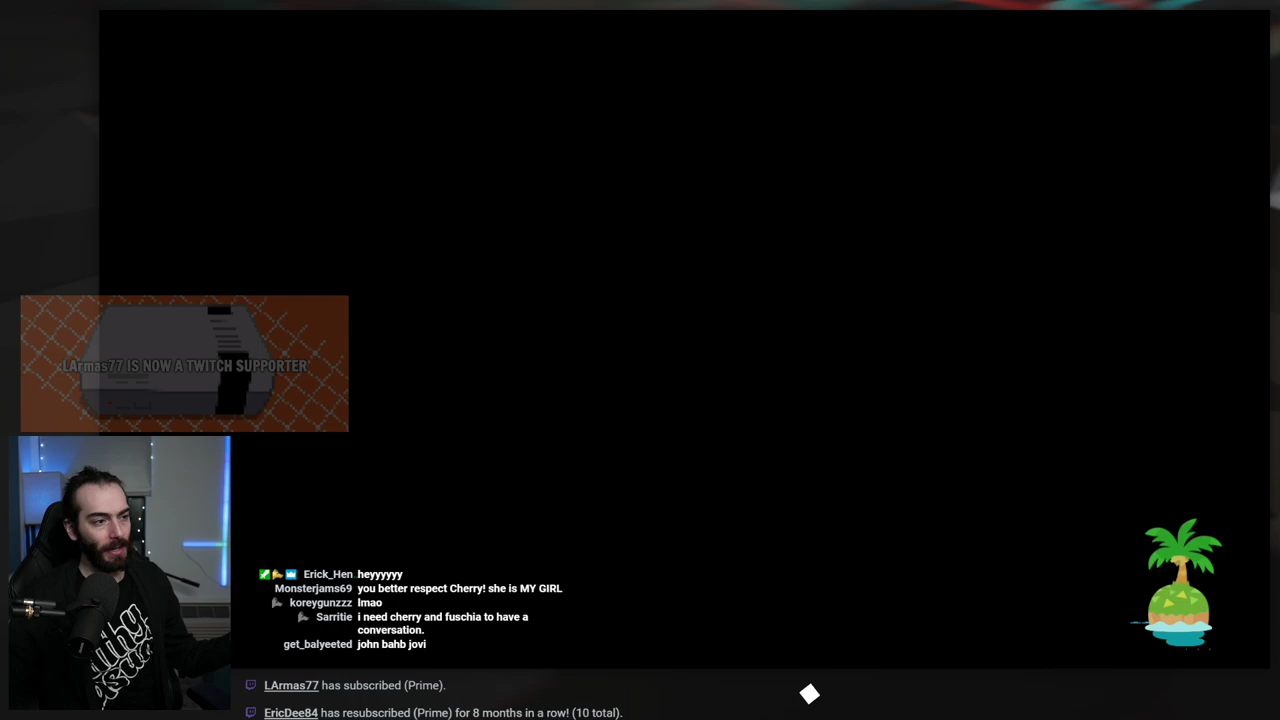 LArmas77 IS NOW A TWITCH SUPPORTER
Erick_Hen heyyyyyy
Monsterjams69 you better respect Cherry! she is MY GIRL
koreygunzzz lmao
Sarritie i need cherry and fuschia to have a
conversation.
get_balyeeted john bahb jovi
LArmas77 has subscribed (Prime).
EricDee84 has resubscribed (Prime) for 8 months in a row! (10 total).